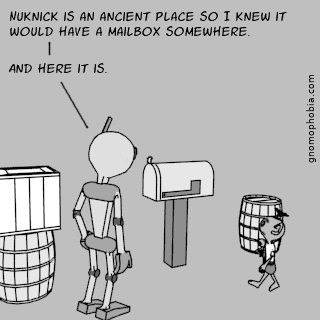 NUKNICK IS AN ANCIENT PLACE SO I KNEW IT
WOULD HAVE A MAILBOX SOMEWHERE.
AND HERE IT IS.
gnomophobia.com